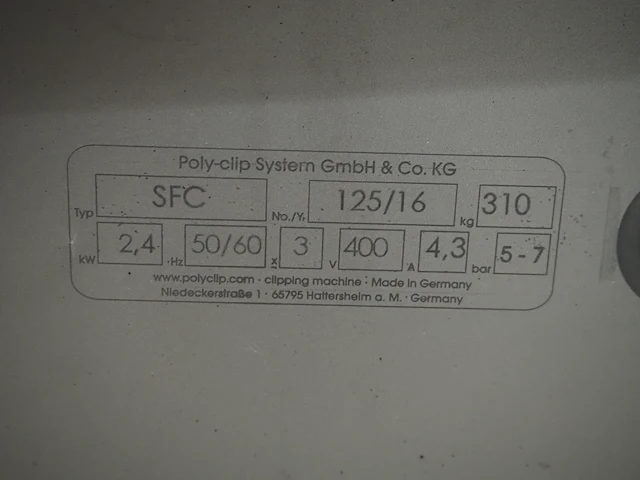 Poly-clip System GmbH & Co. KG
Typ SFC No./Yr. 125/16 kg 310
kW 2,4 Hz 50/60 x 3 V 400 A 4,3 bar 5-7
www.polyclip.com · clipping machine · Made in Germany
Niedeckerstraße 1 · 65795 Hattersheim a. M. · Germany